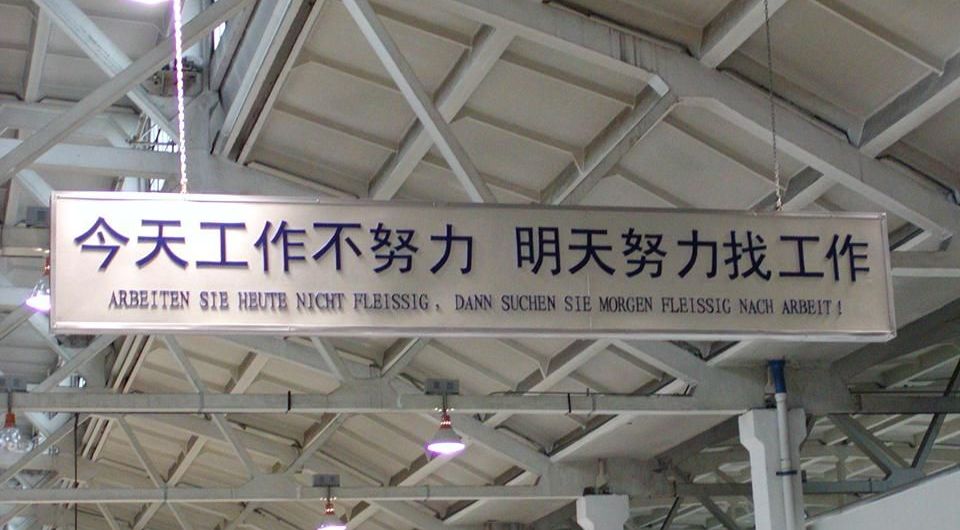 今天工作不努力 明天努力找工作
ARBEITEN SIE HEUTE NICHT FLEISSIG, DANN SUCHEN SIE MORGEN FLEISSIG NACH ARBEIT!